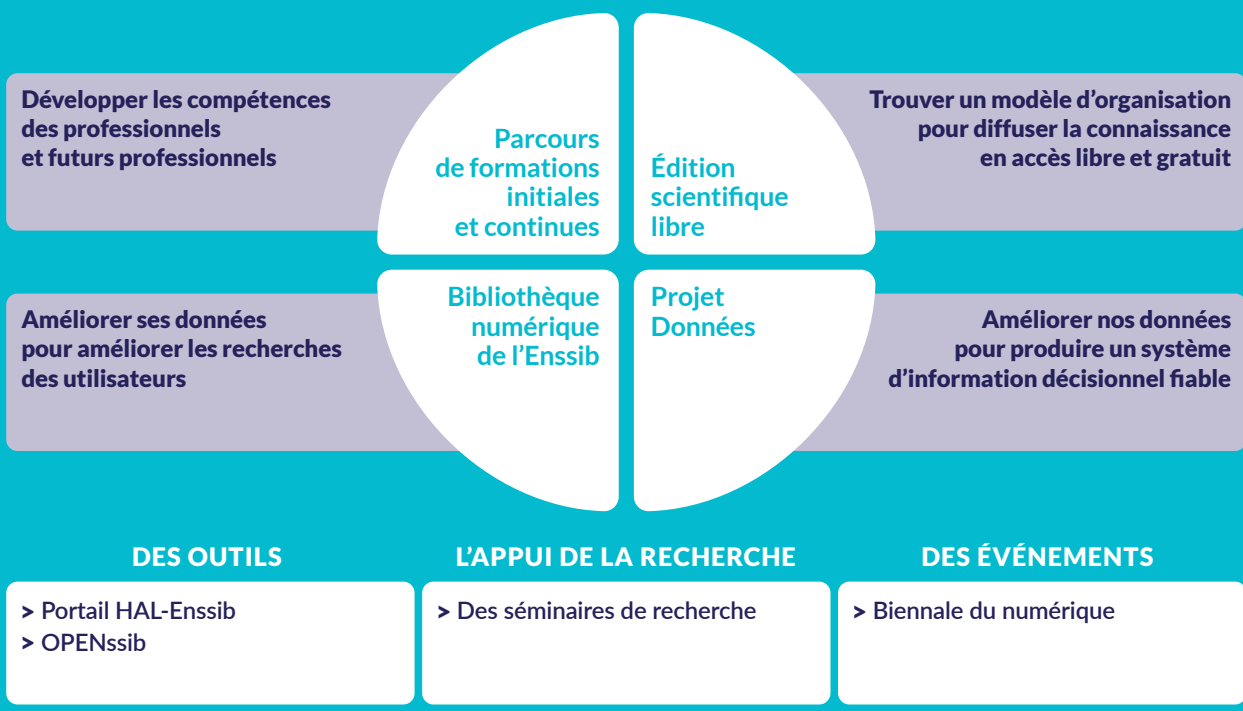 Développer les compétences
des professionnels
et futurs professionnels
Parcours
de formations
initiales
et continues
Édition
scientifique
libre
Trouver un modèle d'organisation
pour diffuser la connaissance
en accès libre et gratuit
Améliorer ses données
pour améliorer les recherches
des utilisateurs
Bibliothèque
numérique
de l'Enssib
Projet
Données
Améliorer nos données
pour produire un système
d'information décisionnel fiable
DES OUTILS
> Portail HAL-Enssib
> OPENssib
L'APPUI DE LA RECHERCHE
> Des séminaires de recherche
DES ÉVÉNEMENTS
> Biennale du numérique